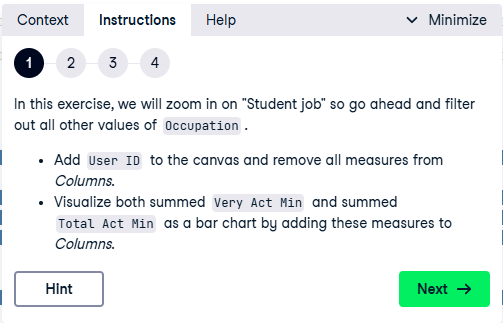 Context Instructions Help Minimize
1 2 3 4
In this exercise, we will zoom in on "Student job" so go ahead and filter
out all other values of Occupation .
• Add User ID to the canvas and remove all measures from
Columns.
• Visualize both summed Very Act Min and summed
Total Act Min as a bar chart by adding these measures to
Columns.
Hint Next →